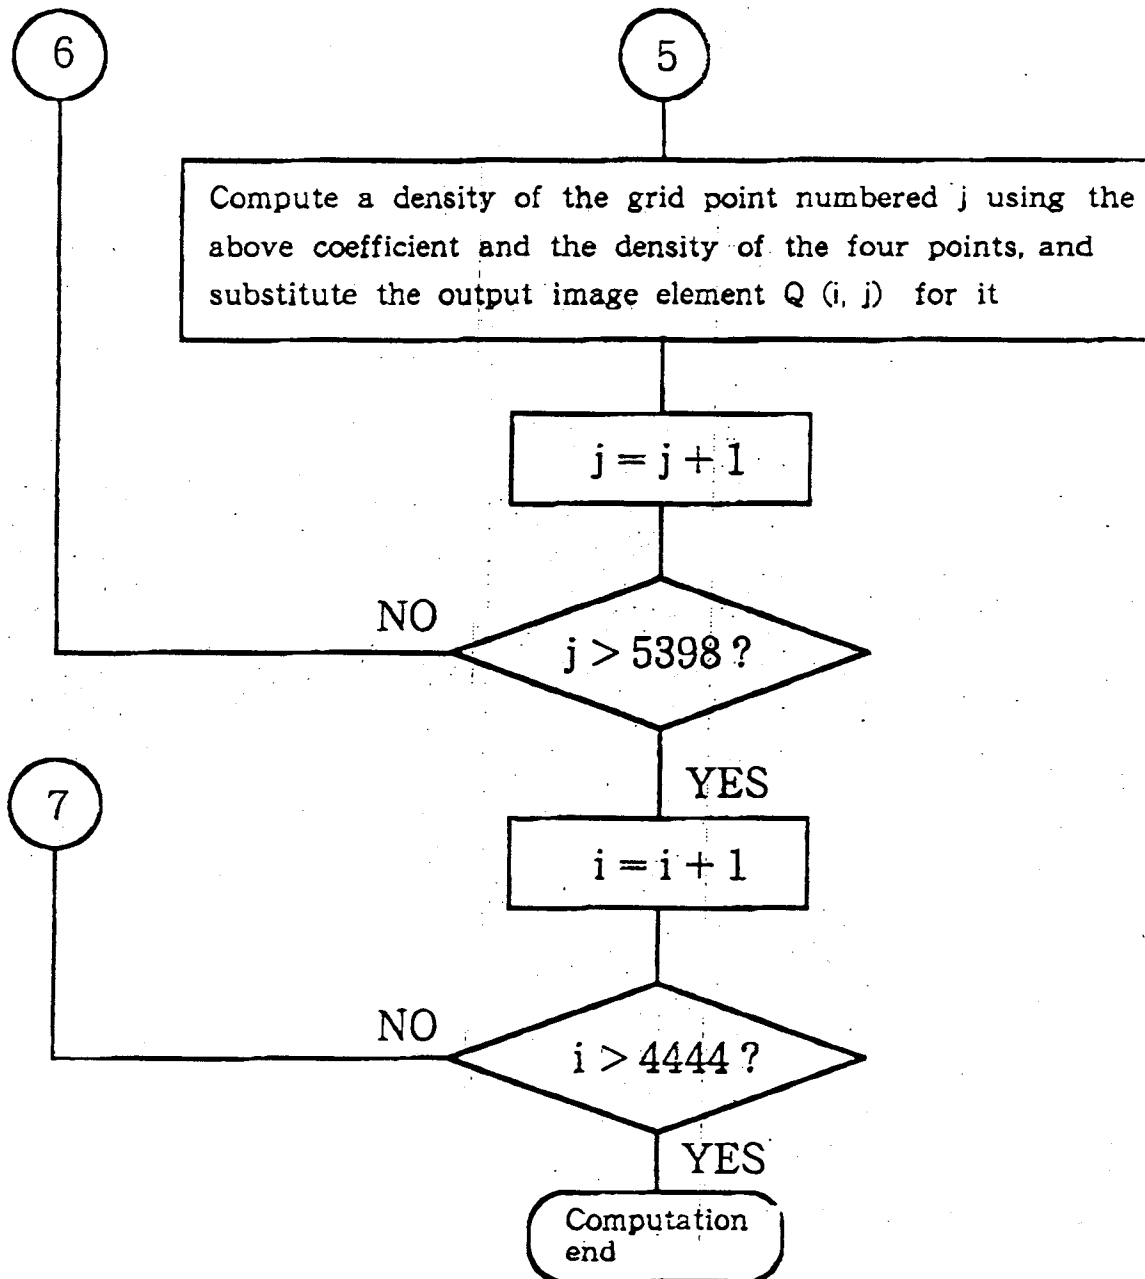 6
5
Compute a density of the grid point numbered j using the
above coefficient and the density of the four points, and
substitute the output image element Q (i, j) for it
j = j + 1
NO
j > 5398 ?
YES
7
i = i + 1
NO
i > 4444 ?
YES
Computation
end